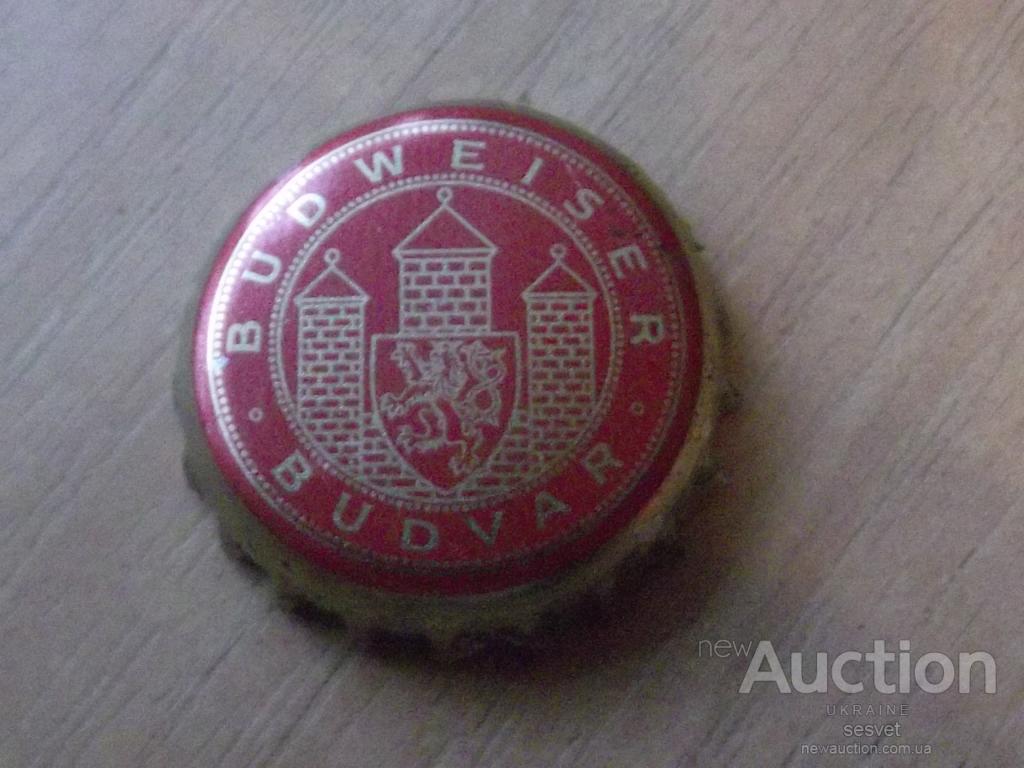 BUDWEISER
BUDVAR
new Auction
UKRAINE
sesvet
newauction.com.ua